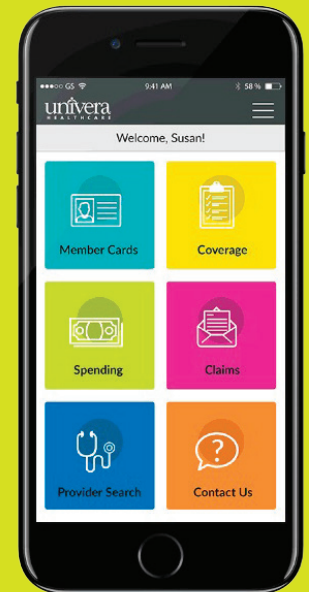 GS 9:41 AM 58%
univera
HEALTHCARE
Welcome, Susan!
Member Cards Coverage
Spending Claims
Provider Search Contact Us